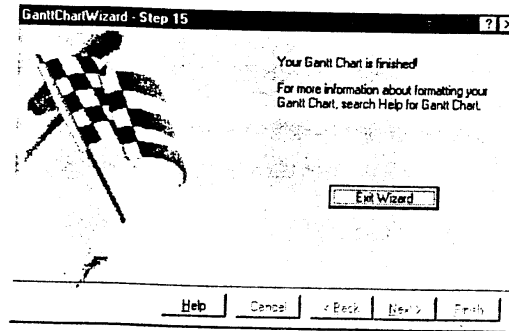 GanttChartWizard - Step 15
Your Gantt Chart is finished!
For more information about formatting your
Gantt Chart, search Help for Gantt Chart.
Exit Wizard
Help Cancel < Back Next > Finish